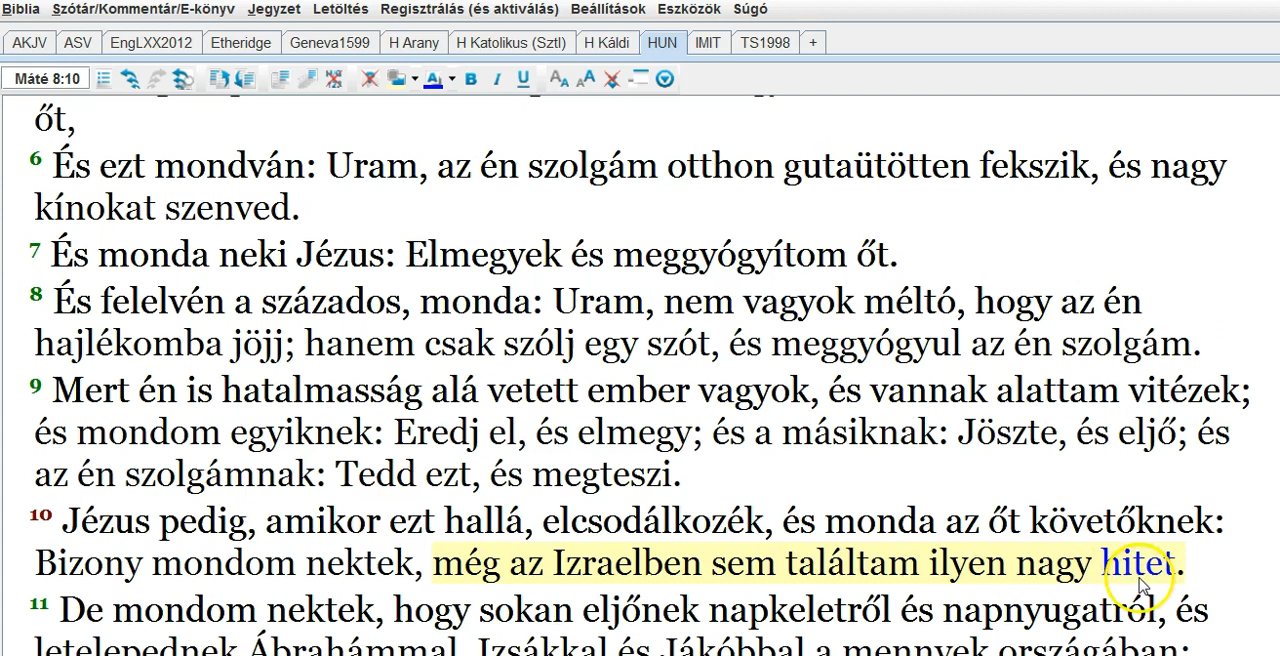 Biblia Szótár/Kommentár/E-könyv Jegyzet Letöltés Regisztrálás (és aktiválás) Beállítások Eszközök Súgó
AKJV ASV EngLXX2012 Etheridge Geneva1599 H Arany H Katolikus (Sztl) H Káldi HUN IMIT TS1998 +
Máté 8:10
őt,
6 És ezt mondván: Uram, az én szolgám otthon gutaütötten fekszik, és nagy
kínokat szenved.
7 És monda neki Jézus: Elmegyek és meggyógyítom őt.
8 És felelvén a százados, monda: Uram, nem vagyok méltó, hogy az én
hajlékomba jöjj; hanem csak szólj egy szót, és meggyógyul az én szolgám.
9 Mert én is hatalmasság alá vetett ember vagyok, és vannak alattam vitézek;
és mondom egyiknek: Eredj el, és elmegy; és a másiknak: Jöszte, és eljő; és
az én szolgámnak: Tedd ezt, és megteszi.
10 Jézus pedig, amikor ezt hallá, elcsodálkozék, és monda az őt követőknek:
Bizony mondom nektek, még az Izraelben sem találtam ilyen nagy hitet.
11 De mondom nektek, hogy sokan eljőnek napkeletről és napnyugatról, és
letelepednek Ábrahámmal, Izsákkal és Jákóbbal a mennyek országában;